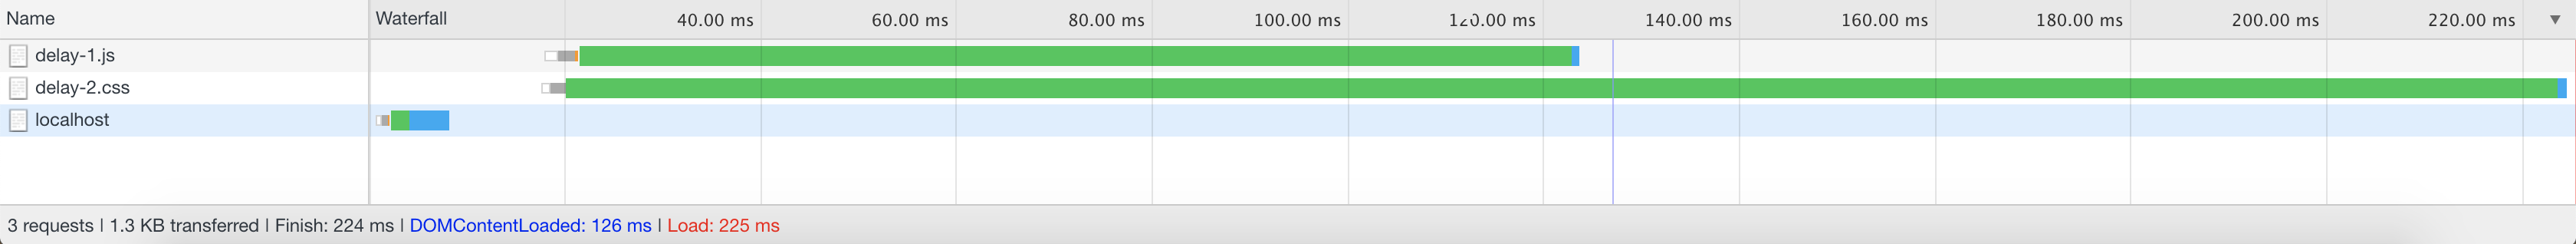 Name Waterfall 40.00 ms 60.00 ms 80.00 ms 100.00 ms 120.00 ms 140.00 ms 160.00 ms 180.00 ms 200.00 ms 220.00 ms ▼
delay-1.js
delay-2.css
localhost
3 requests | 1.3 KB transferred | Finish: 224 ms | DOMContentLoaded: 126 ms | Load: 225 ms